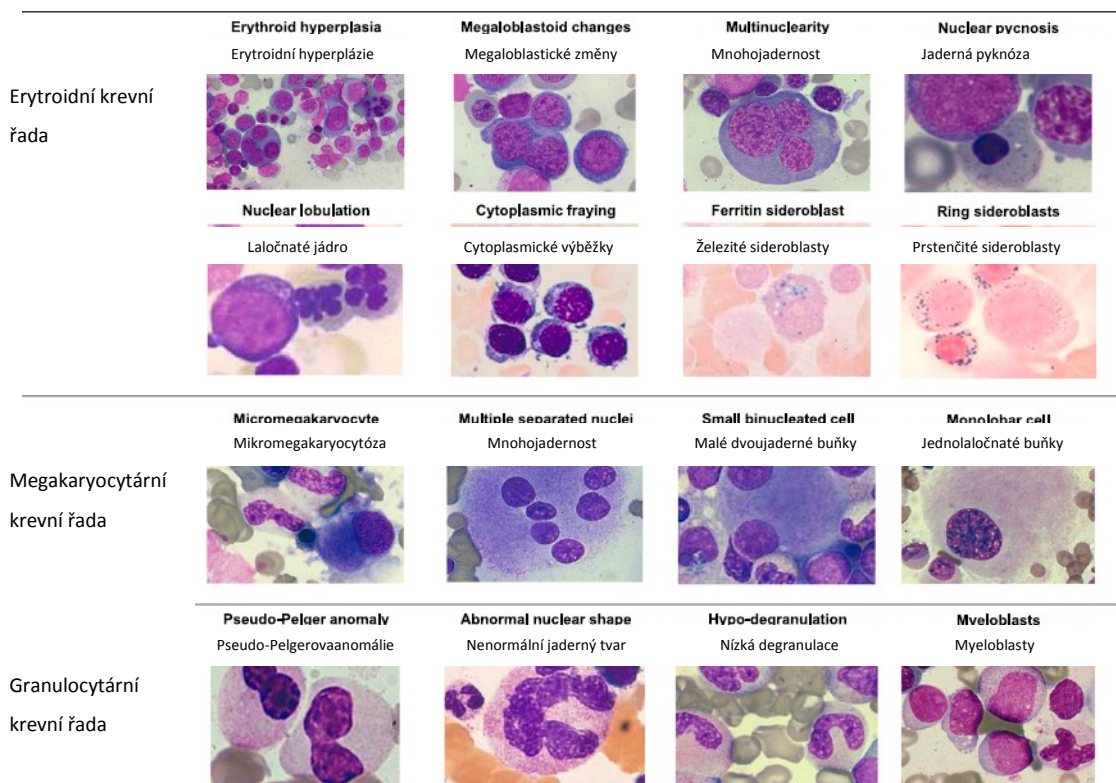 Erythroid hyperplasia Megaloblastoid changes Multinuclearity Nuclear pycnosis
Erytroidní hyperplázie Megaloblastické změny Mnohojadernost Jaderná pyknóza
Erytroidní krevní
řada
Nuclear lobulation Cytoplasmic fraying Ferritin sideroblast Ring sideroblasts
Laločnaté jádro Cytoplasmické výběžky Železité sideroblasty Prstenčité sideroblasty
Micromegakaryocyte Multiple separated nuclei Small binucleated cell Monolobar cell
Mikromegakaryocytóza Mnohojadernost Malé dvoujaderné buňky Jednolaločnaté buňky
Megakaryocytární
krevní řada
Pseudo-Pelger anomaly Abnormal nuclear shape Hypo-degranulation Myeloblasts
Pseudo-Pelgerovaanomálie Nenormální jaderný tvar Nízká degranulace Myeloblasty
Granulocytární
krevní řada